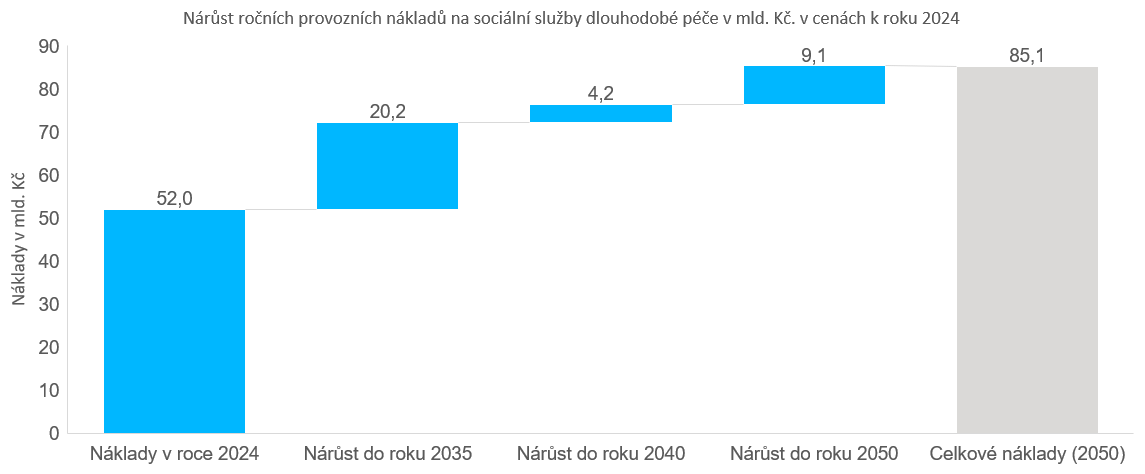 Nárůst ročních provozních nákladů na sociální služby dlouhodobé péče v mld. Kč. v cenách k roku 2024
Náklady v mld. Kč
90
80
70
60
50
40
30
20
10
0
52,0
20,2
4,2
9,1
85,1
Náklady v roce 2024
Nárůst do roku 2035
Nárůst do roku 2040
Nárůst do roku 2050
Celkové náklady (2050)